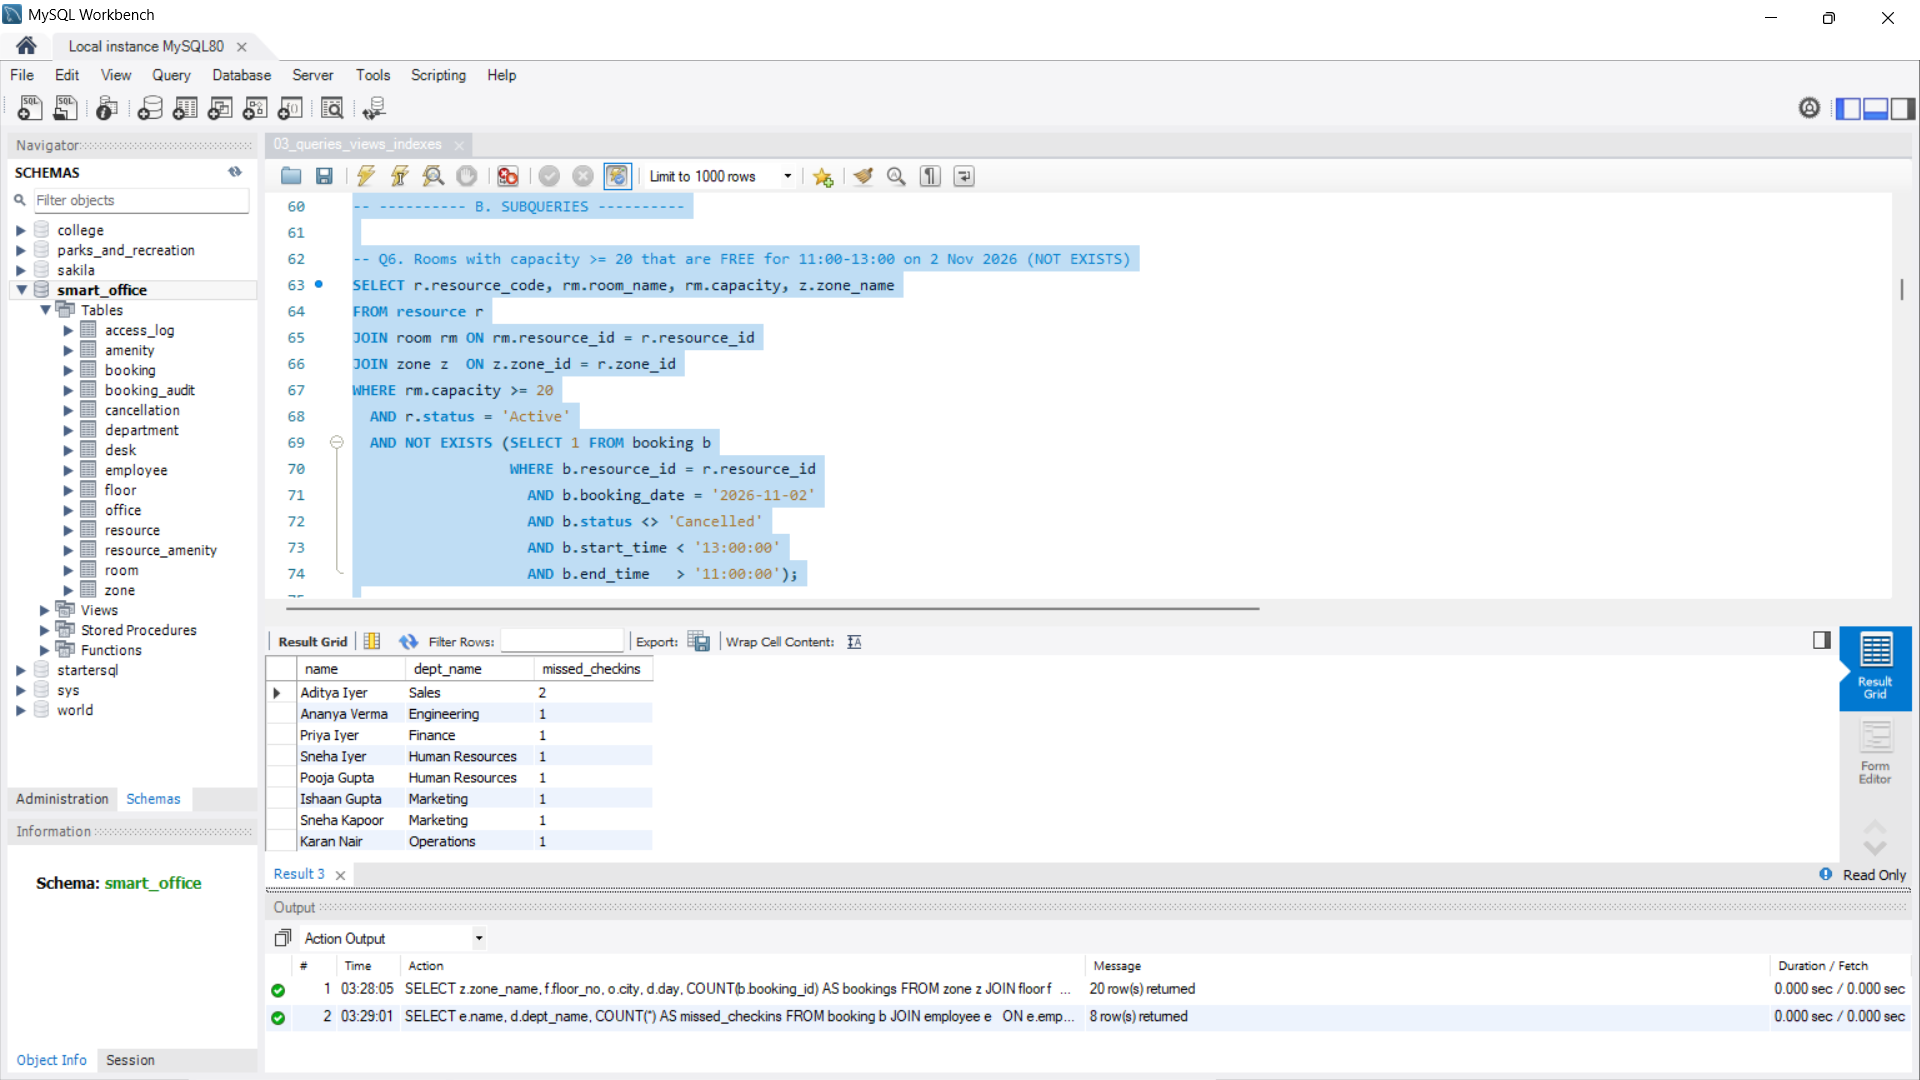 MySQL Workbench
Local instance MySQL80
File Edit View Query Database Server Tools Scripting Help
Navigator
SCHEMAS
Filter objects
college
parks_and_recreation
sakila
smart_office
Tables
access_log
amenity
booking
booking_audit
cancellation
department
desk
employee
floor
office
resource
resource_amenity
room
zone
Views
Stored Procedures
Functions
startersql
sys
world
Administration Schemas
Information
Schema: smart_office
Object Info Session
03_queries_views_indexes
Limit to 1000 rows
60 -- ---------- B. SUBQUERIES ----------
61
62 -- Q6. Rooms with capacity >= 20 that are FREE for 11:00-13:00 on 2 Nov 2026 (NOT EXISTS)
63 SELECT r.resource_code, rm.room_name, rm.capacity, z.zone_name
64 FROM resource r
65 JOIN room rm ON rm.resource_id = r.resource_id
66 JOIN zone z  ON z.zone_id = r.zone_id
67 WHERE rm.capacity >= 20
68 AND r.status = 'Active'
69 AND NOT EXISTS (SELECT 1 FROM booking b
70 WHERE b.resource_id = r.resource_id
71 AND b.booking_date = '2026-11-02'
72 AND b.status <> 'Cancelled'
73 AND b.start_time < '13:00:00'
74 AND b.end_time   > '11:00:00');
Result Grid Filter Rows: Export: Wrap Cell Content:
name dept_name missed_checkins
Aditya Iyer Sales 2
Ananya Verma Engineering 1
Priya Iyer Finance 1
Sneha Iyer Human Resources 1
Pooja Gupta Human Resources 1
Ishaan Gupta Marketing 1
Sneha Kapoor Marketing 1
Karan Nair Operations 1
Result Grid
Form Editor
Result 3
Read Only
Output
Action Output
# Time Action Message Duration / Fetch
1 03:28:05 SELECT z.zone_name, f.floor_no, o.city, d.day, COUNT(b.booking_id) AS bookings FROM zone z JOIN floor f ... 20 row(s) returned 0.000 sec / 0.000 sec
2 03:29:01 SELECT e.name, d.dept_name, COUNT(*) AS missed_checkins FROM booking b JOIN employee e   ON e.emp... 8 row(s) returned 0.000 sec / 0.000 sec